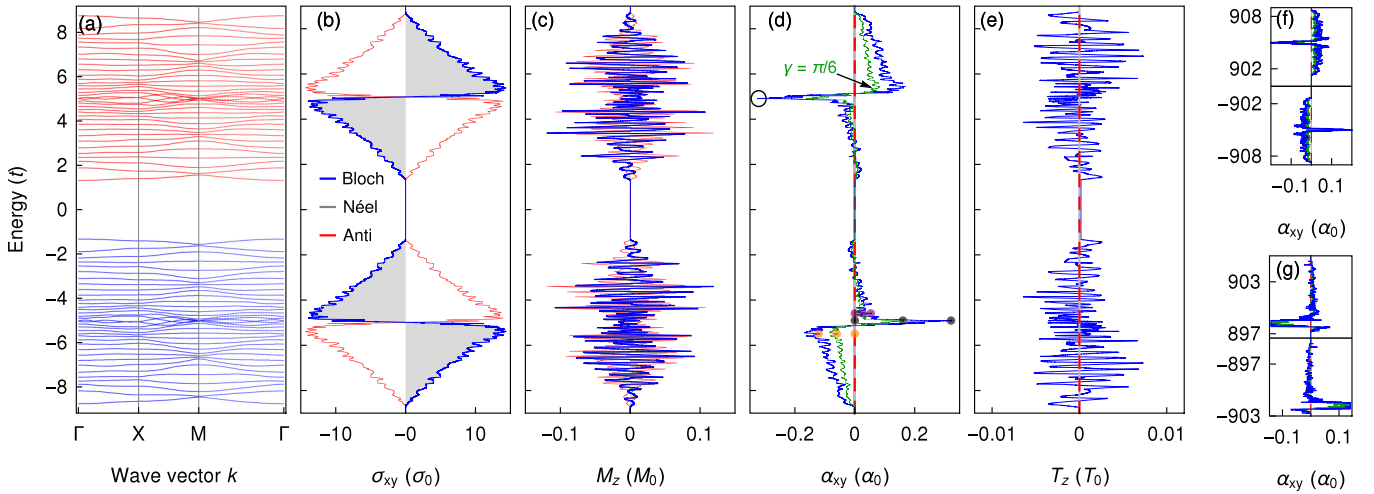 (a)
(b)
(c)
(d)
(e)
(f)
(g)
Energy (t)
8
6
4
2
0
−2
−4
−6
−8
Γ X M Γ
Wave vector k
Bloch
Néel
Anti
−10 −0 10
σxy (σ0)
−0.1 0 0.1
Mz (M0)
γ = π/6
−0.2 0 0.2
αxy (α0)
−0.01 0 0.01
Tz (T0)
908
902
−902
−908
−0.1 0.1
αxy (α0)
903
897
−897
−903
−0.1 0.1
αxy (α0)